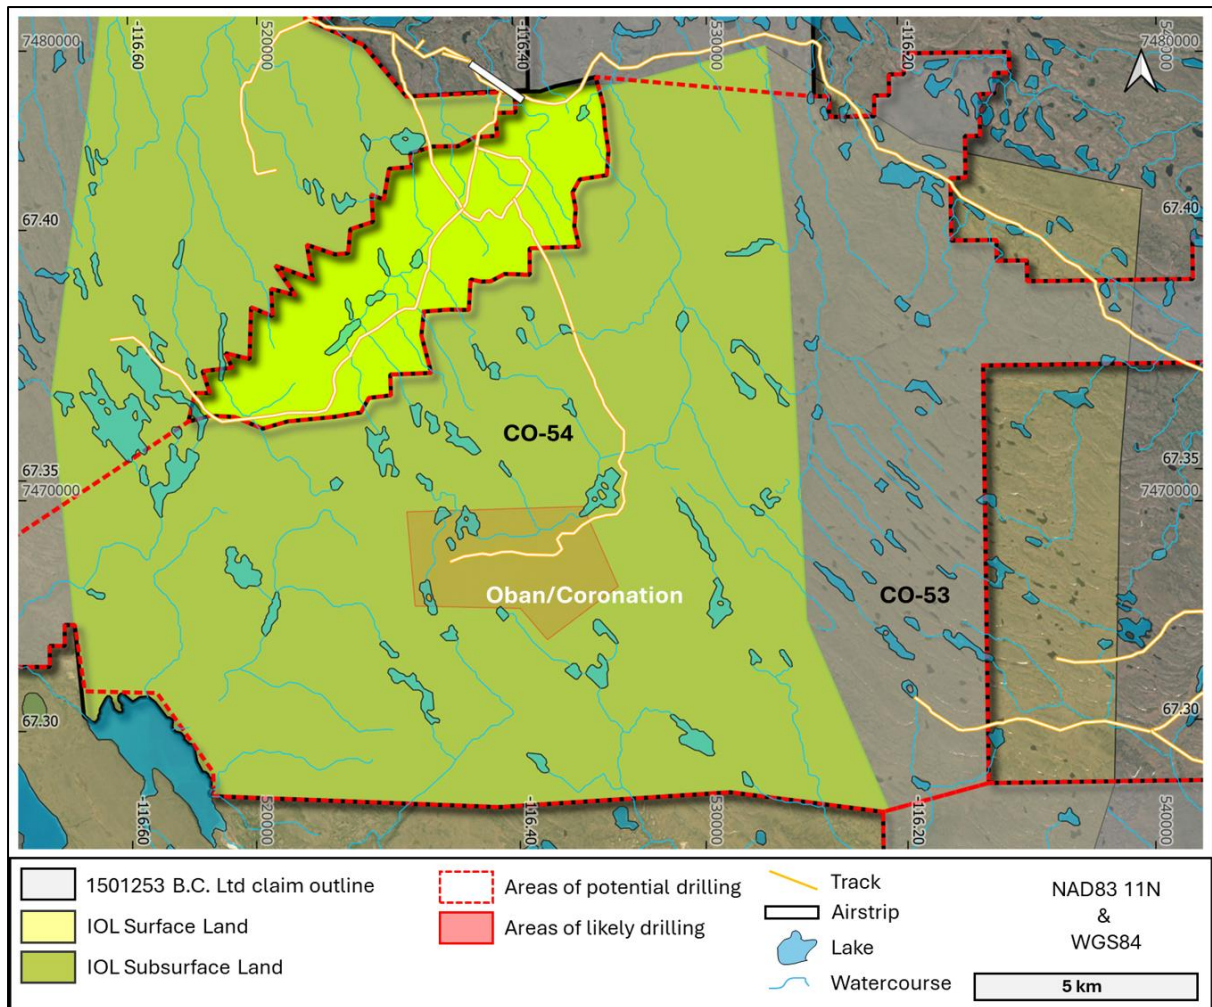 -116.60
520000
-116.40
530000
-116.20
540000
7480000
7480000
67.40
67.40
CO-54
67.35
67.35
7470000
7470000
Oban/Coronation
CO-53
67.30
67.30
-116.60
520000
-116.40
530000
-116.20
540000
1501253 B.C. Ltd claim outline
IOL Surface Land
IOL Subsurface Land
Areas of potential drilling
Areas of likely drilling
Track
Airstrip
Lake
Watercourse
NAD83 11N
&
WGS84
5 km